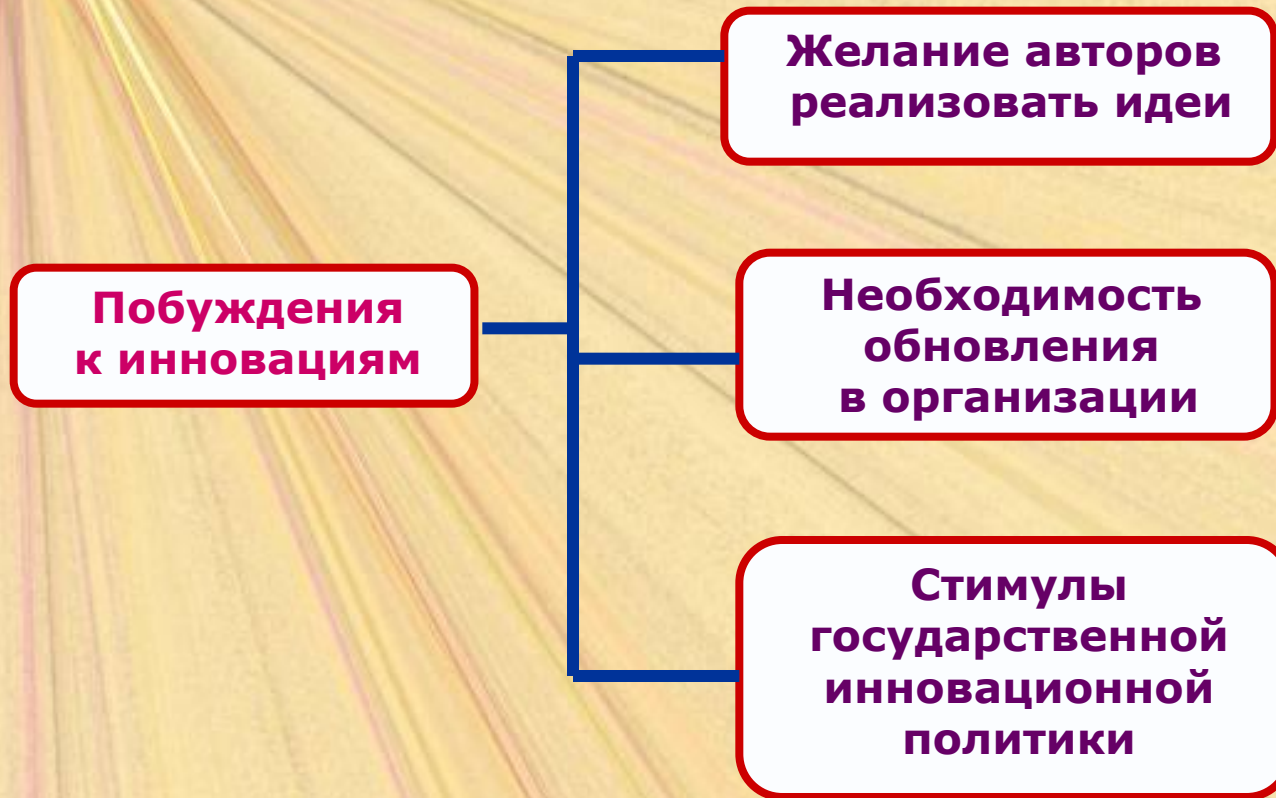 Побуждения
к инновациям
Желание авторов
реализовать идеи
Необходимость
обновления
в организации
Стимулы
государственной
инновационной
политики